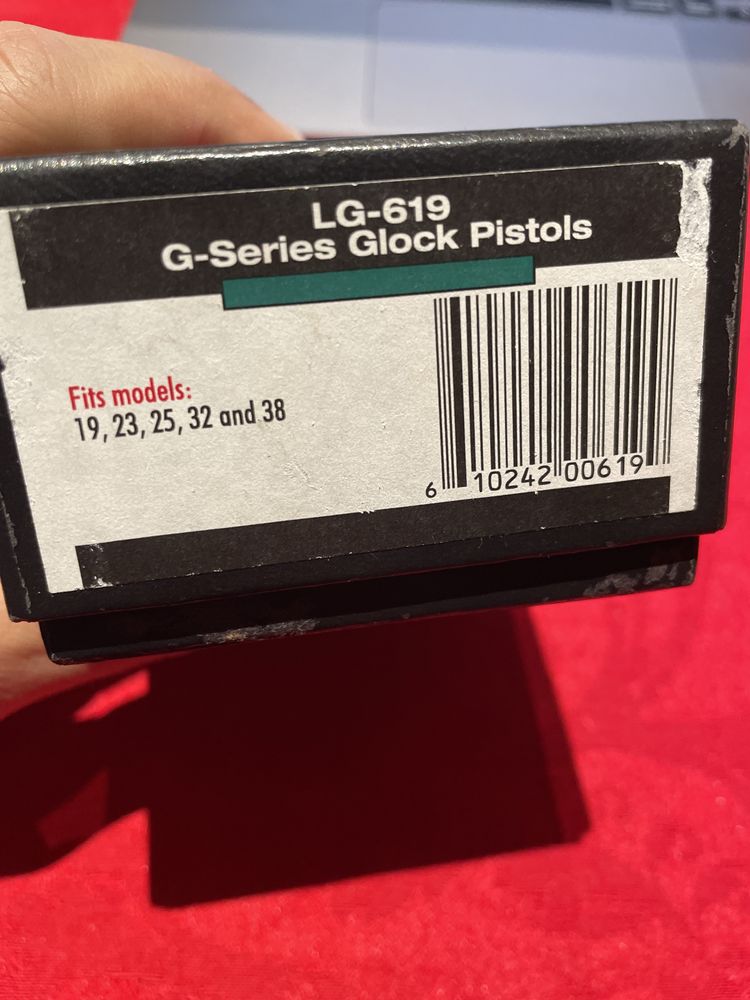 LG-619
G-Series Glock Pistols
Fits models:
19, 23, 25, 32 and 38
6 10242 00619